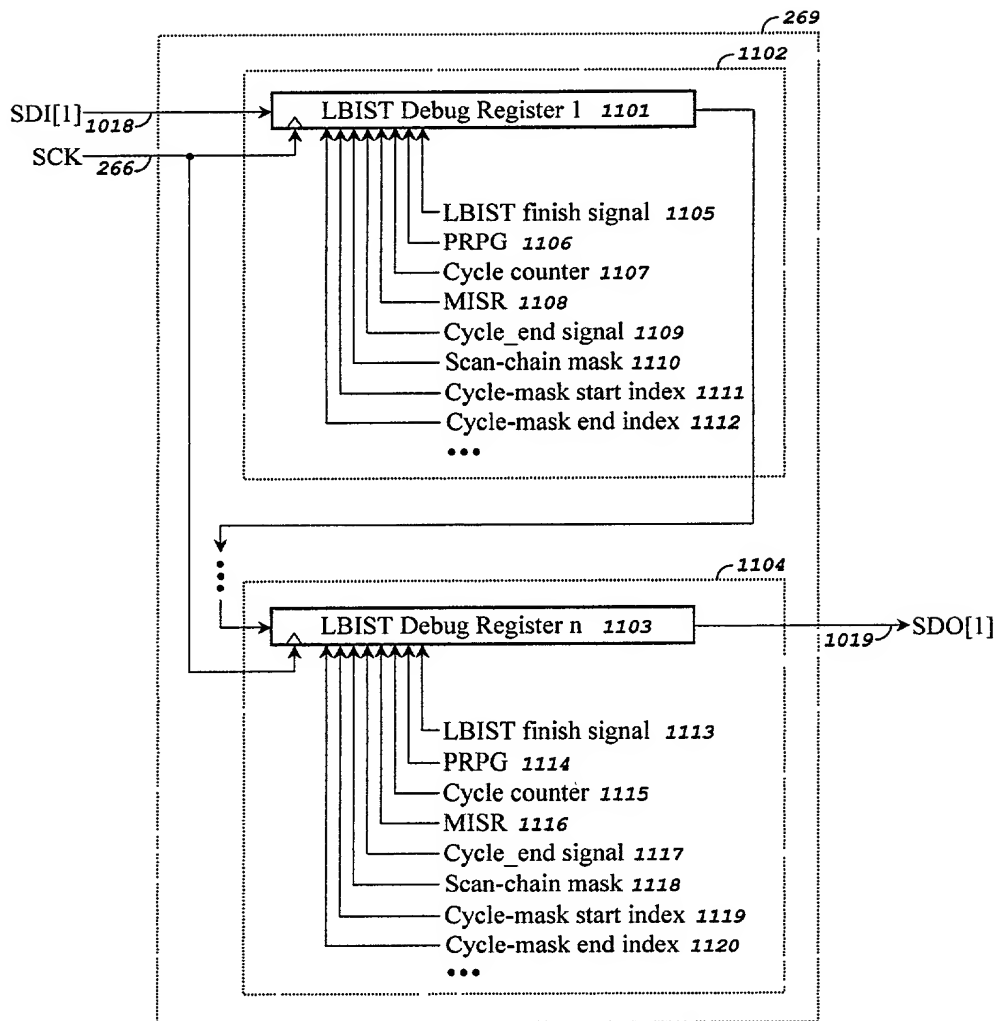 269
1102
LBIST Debug Register 1 1101
SDI[1]
1018
SCK
266
LBIST finish signal 1105
PRPG 1106
Cycle counter 1107
MISR 1108
Cycle_end signal 1109
Scan-chain mask 1110
Cycle-mask start index 1111
Cycle-mask end index 1112
•••
1104
LBIST Debug Register n 1103
1019
SDO[1]
LBIST finish signal 1113
PRPG 1114
Cycle counter 1115
MISR 1116
Cycle_end signal 1117
Scan-chain mask 1118
Cycle-mask start index 1119
Cycle-mask end index 1120
•••